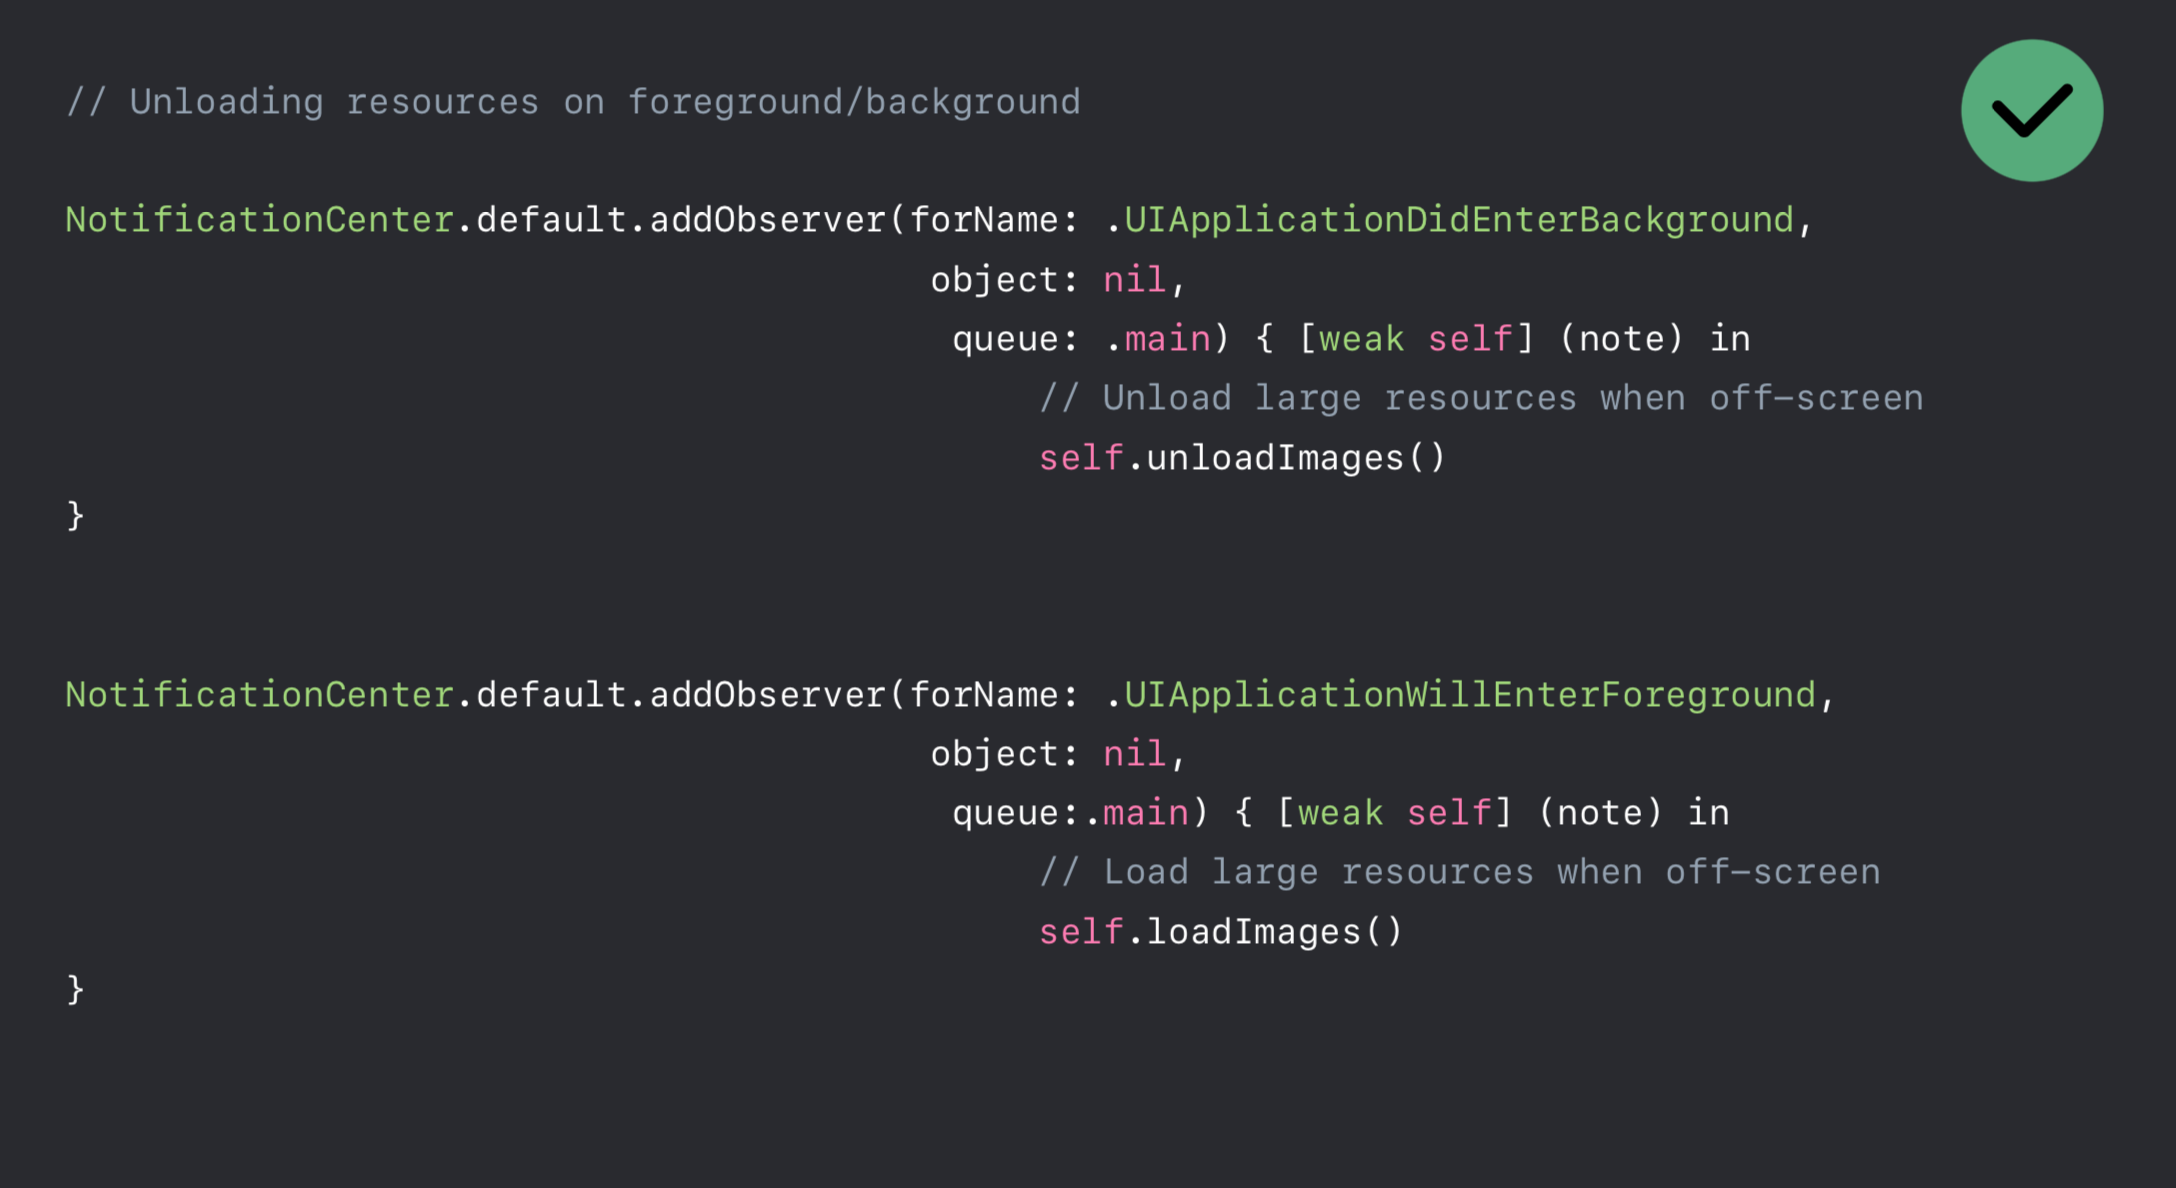 // Unloading resources on foreground/background
NotificationCenter.default.addObserver(forName: .UIApplicationDidEnterBackground,
object: nil,
queue: .main) { [weak self] (note) in
// Unload large resources when off-screen
self.unloadImages()
}
NotificationCenter.default.addObserver(forName: .UIApplicationWillEnterForeground,
object: nil,
queue:.main) { [weak self] (note) in
// Load large resources when off-screen
self.loadImages()
}